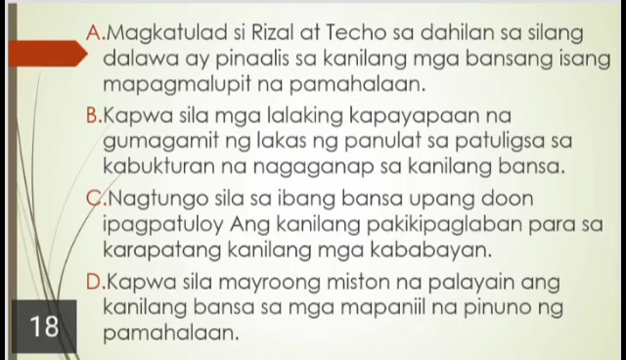 A.Magkatulad si Rizal at Techo sa dahilan sa silang
dalawa ay pinaalis sa kanilang mga bansang isang
mapagmalupit na pamahalaan.
B.Kapwa sila mga lalaking kapayapaan na
gumagamit ng lakas ng panulat sa patuligsa sa
kabukturan na nagaganap sa kanilang bansa.
C.Nagtungo sila sa ibang bansa upang doon
ipagpatuloy Ang kanilang pakikipaglaban para sa
karapatang kanilang mga kababayan.
D.Kapwa sila mayroong miston na palayain ang
kanilang bansa sa mga mapaniil na pinuno ng
pamahalaan.
18